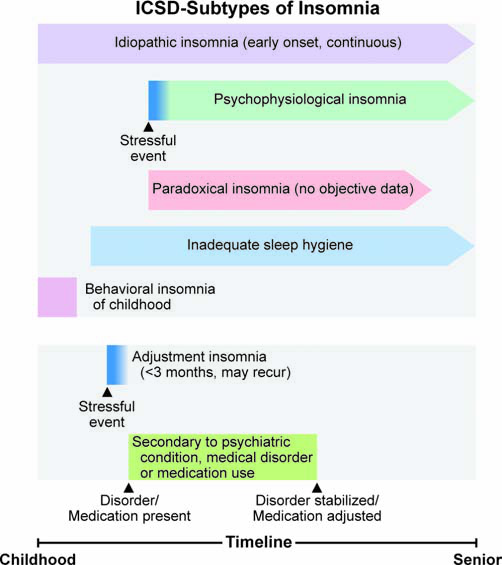 ICSD-Subtypes of Insomnia
Idiopathic insomnia (early onset, continuous)
Psychophysiological insomnia
Stressful
event
Paradoxical insomnia (no objective data)
Inadequate sleep hygiene
Behavioral insomnia
of childhood
Adjustment insomnia
(<3 months, may recur)
Stressful
event
Secondary to psychiatric
condition, medical disorder
or medication use
Disorder/
Medication present
Disorder stabilized/
Medication adjusted
Timeline
Childhood
Senior